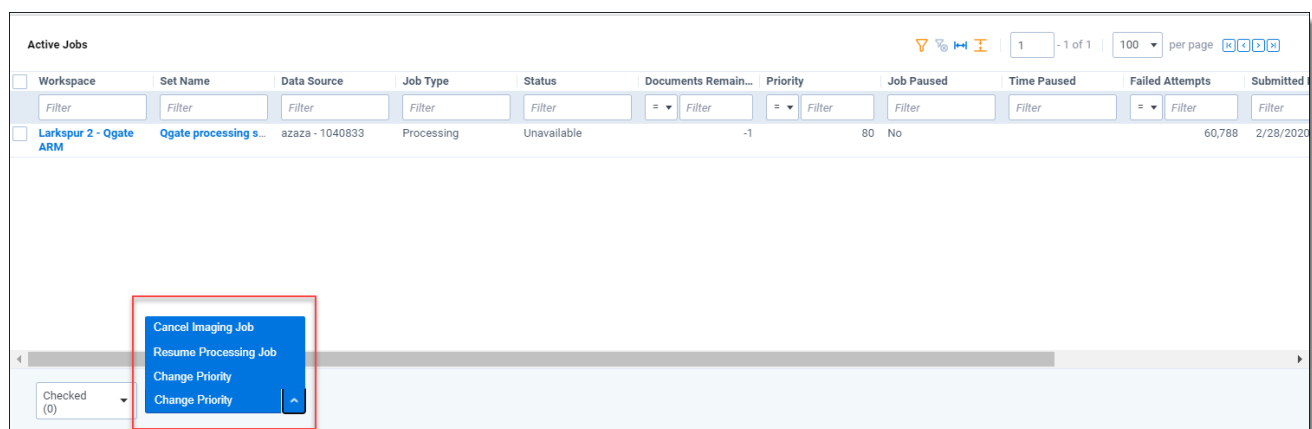 Active Jobs
1 - 1 of 1 100 per page
Workspace Set Name Data Source Job Type Status Documents Remain... Priority Job Paused Time Paused Failed Attempts Submitted
Filter Filter Filter Filter Filter = Filter = Filter Filter Filter = Filter Filter
Larkspur 2 - Qgate Qgate processing s... azaza - 1040833 Processing Unavailable -1 80 No 60,788 2/28/2020
ARM
Cancel Imaging Job
Resume Processing Job
Change Priority
Change Priority
Checked
(0)